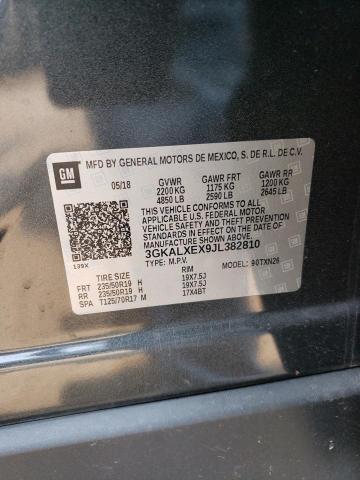 GM
MFD BY GENERAL MOTORS DE MEXICO, S. DE R.L. DE C.V.
05/18 GVWR GAWR FRT GAWR RR
2200 KG 1175 KG 1200 KG
4850 LB 2590 LB 2645 LB
THIS VEHICLE CONFORMS TO ALL
APPLICABLE U.S. FEDERAL MOTOR VEHICLE
SAFETY AND THEFT PREVENTION STANDARDS
IN EFFECT ON THE DATE OF
MANUFACTURE SHOWN ABOVE.
3GKALXEX9JL382810
139X TYPE: M.P.V. MODEL: 90TXN26
TIRE SIZE RIM
FRT 235/50R19 H 19X7.5J
RR 235/50R19 H 19X7.5J
SPA T125/70R17 M 17X4BT